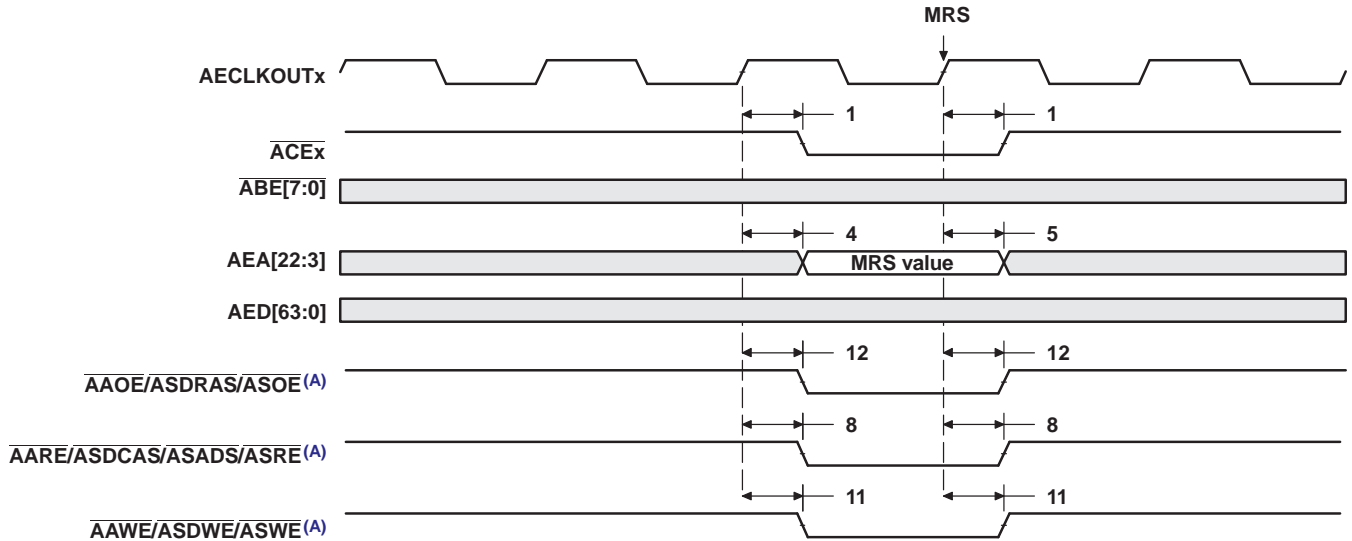 MRS
AECLKOUTx
1 1
ACEx
ABE[7:0]
4 5
AEA[22:3] MRS value
AED[63:0]
12 12
AAOE/ASDRAS/ASOE(A)
8 8
AARE/ASDCAS/ASADS/ASRE(A)
11 11
AAWE/ASDWE/ASWE(A)